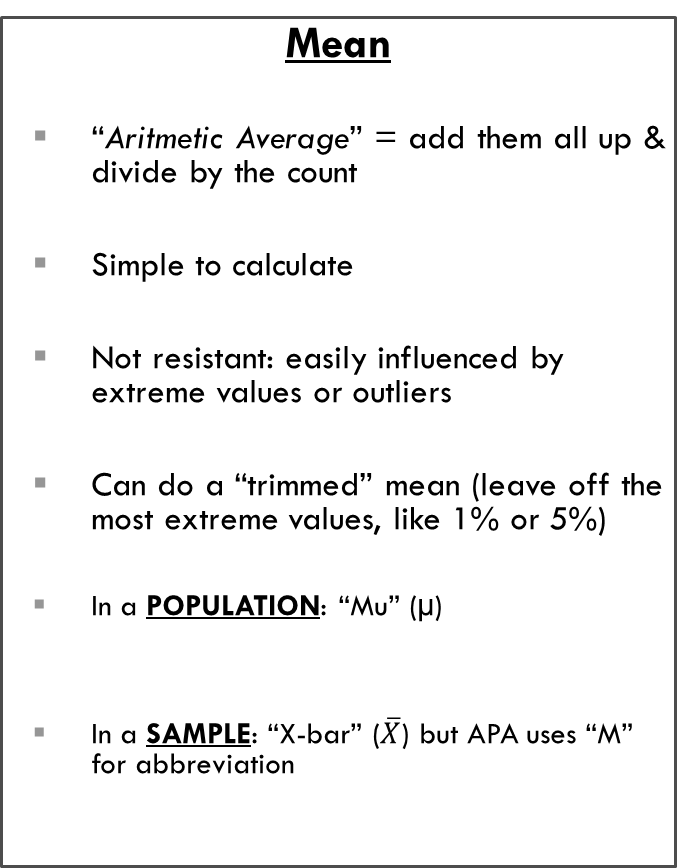 Mean
▪ “Aritmetic Average” = add them all up &
divide by the count
▪ Simple to calculate
▪ Not resistant: easily influenced by
extreme values or outliers
▪ Can do a “trimmed” mean (leave off the
most extreme values, like 1% or 5%)
▪ In a POPULATION: “Mu” (μ)
▪ In a SAMPLE: “X-bar” (X̄) but APA uses “M”
for abbreviation